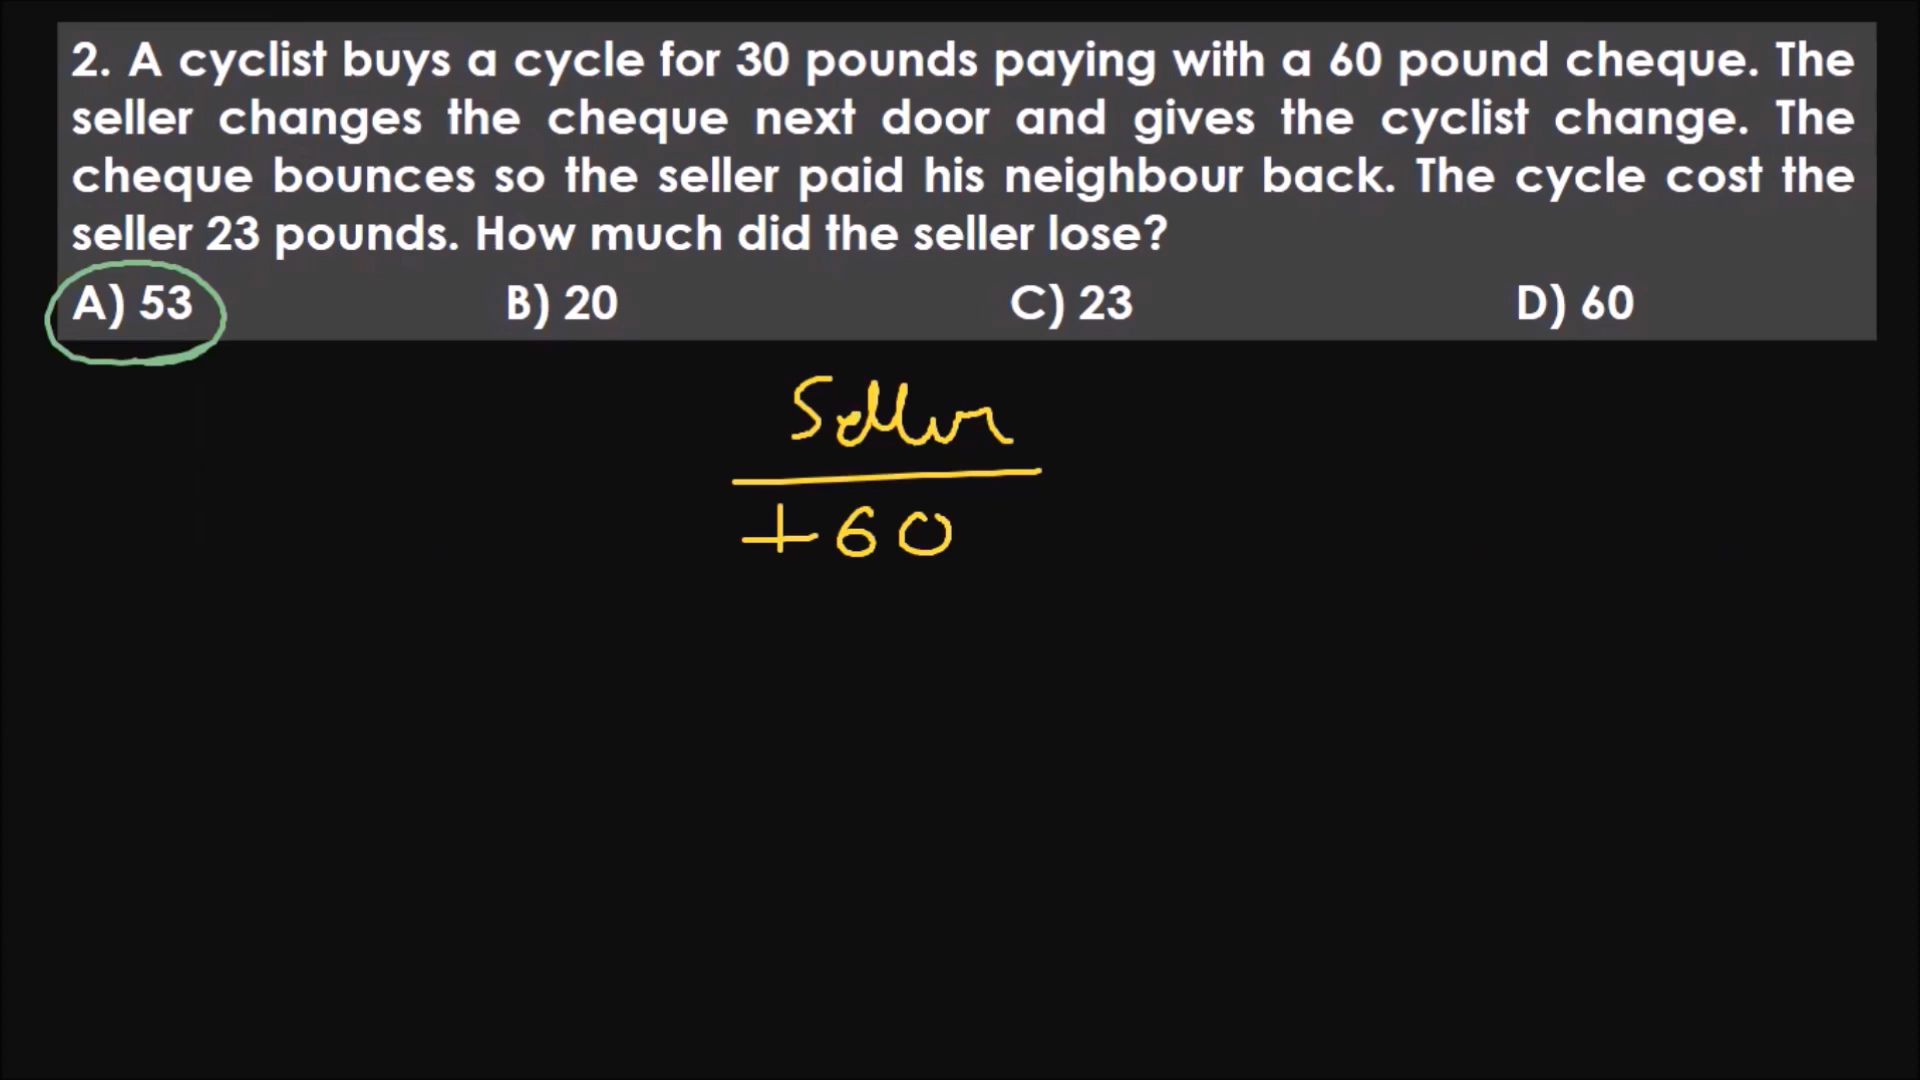 2. A cyclist buys a cycle for 30 pounds paying with a 60 pound cheque. The
seller changes the cheque next door and gives the cyclist change. The
cheque bounces so the seller paid his neighbour back. The cycle cost the
seller 23 pounds. How much did the seller lose?
A) 53 B) 20 C) 23 D) 60
Seller
+60